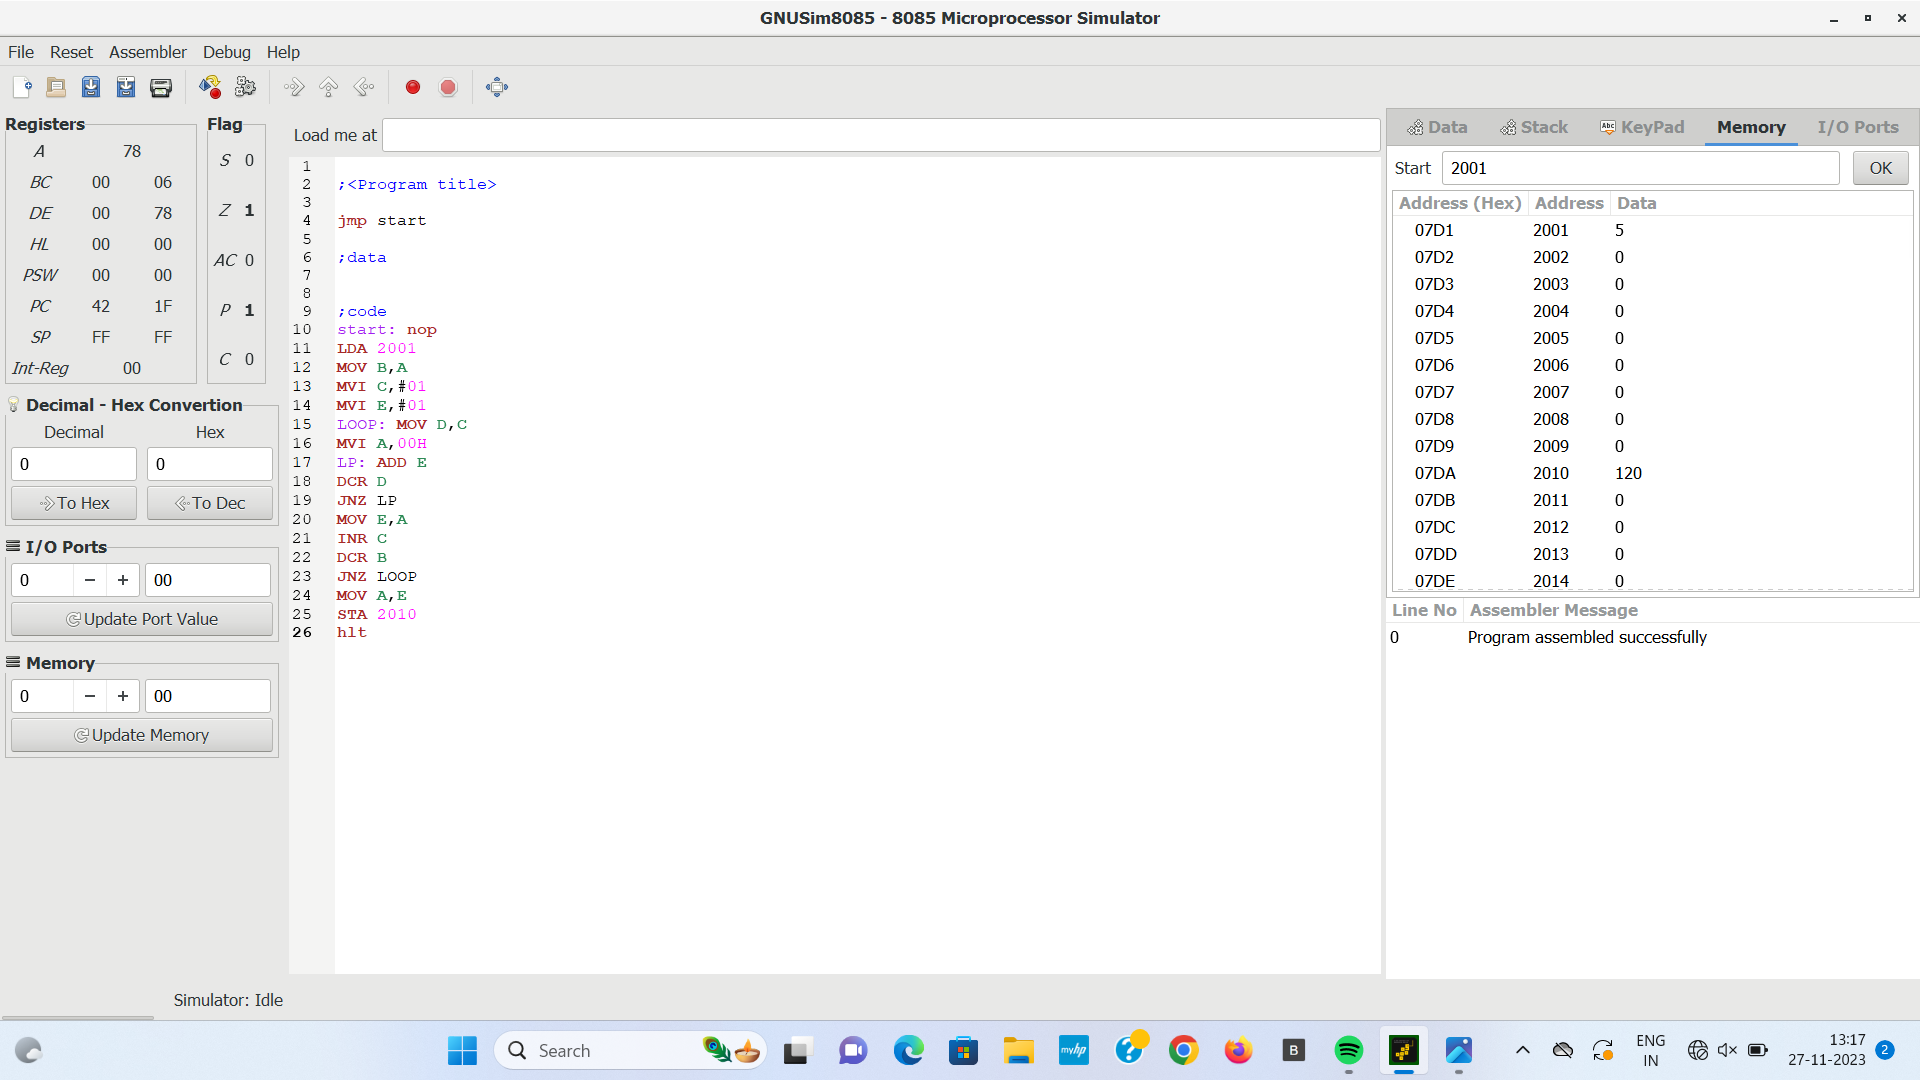 GNUSim8085 - 8085 Microprocessor Simulator
File Reset Assembler Debug Help
Registers
A 78
BC 00 06
DE 00 78
HL 00 00
PSW 00 00
PC 42 1F
SP FF FF
Int-Reg 00
Flag
S 0
Z 1
AC 0
P 1
C 0
Decimal - Hex Convertion
Decimal Hex
0 0
To Hex To Dec
I/O Ports
0 − + 00
Update Port Value
Memory
0 − + 00
Update Memory
Load me at
1
2 ;<Program title>
3
4 jmp start
5
6 ;data
7
8
9 ;code
10 start: nop
11 LDA 2001
12 MOV B,A
13 MVI C,#01
14 MVI E,#01
15 LOOP: MOV D,C
16 MVI A,00H
17 LP: ADD E
18 DCR D
19 JNZ LP
20 MOV E,A
21 INR C
22 DCR B
23 JNZ LOOP
24 MOV A,E
25 STA 2010
26 hlt
Data Stack Abc KeyPad Memory I/O Ports
Start 2001 OK
Address (Hex) Address Data
07D1 2001 5
07D2 2002 0
07D3 2003 0
07D4 2004 0
07D5 2005 0
07D6 2006 0
07D7 2007 0
07D8 2008 0
07D9 2009 0
07DA 2010 120
07DB 2011 0
07DC 2012 0
07DD 2013 0
07DE 2014 0
Line No Assembler Message
0 Program assembled successfully
Simulator: Idle
Search
myhp
?
B
ENG
IN
13:17
27-11-2023
2